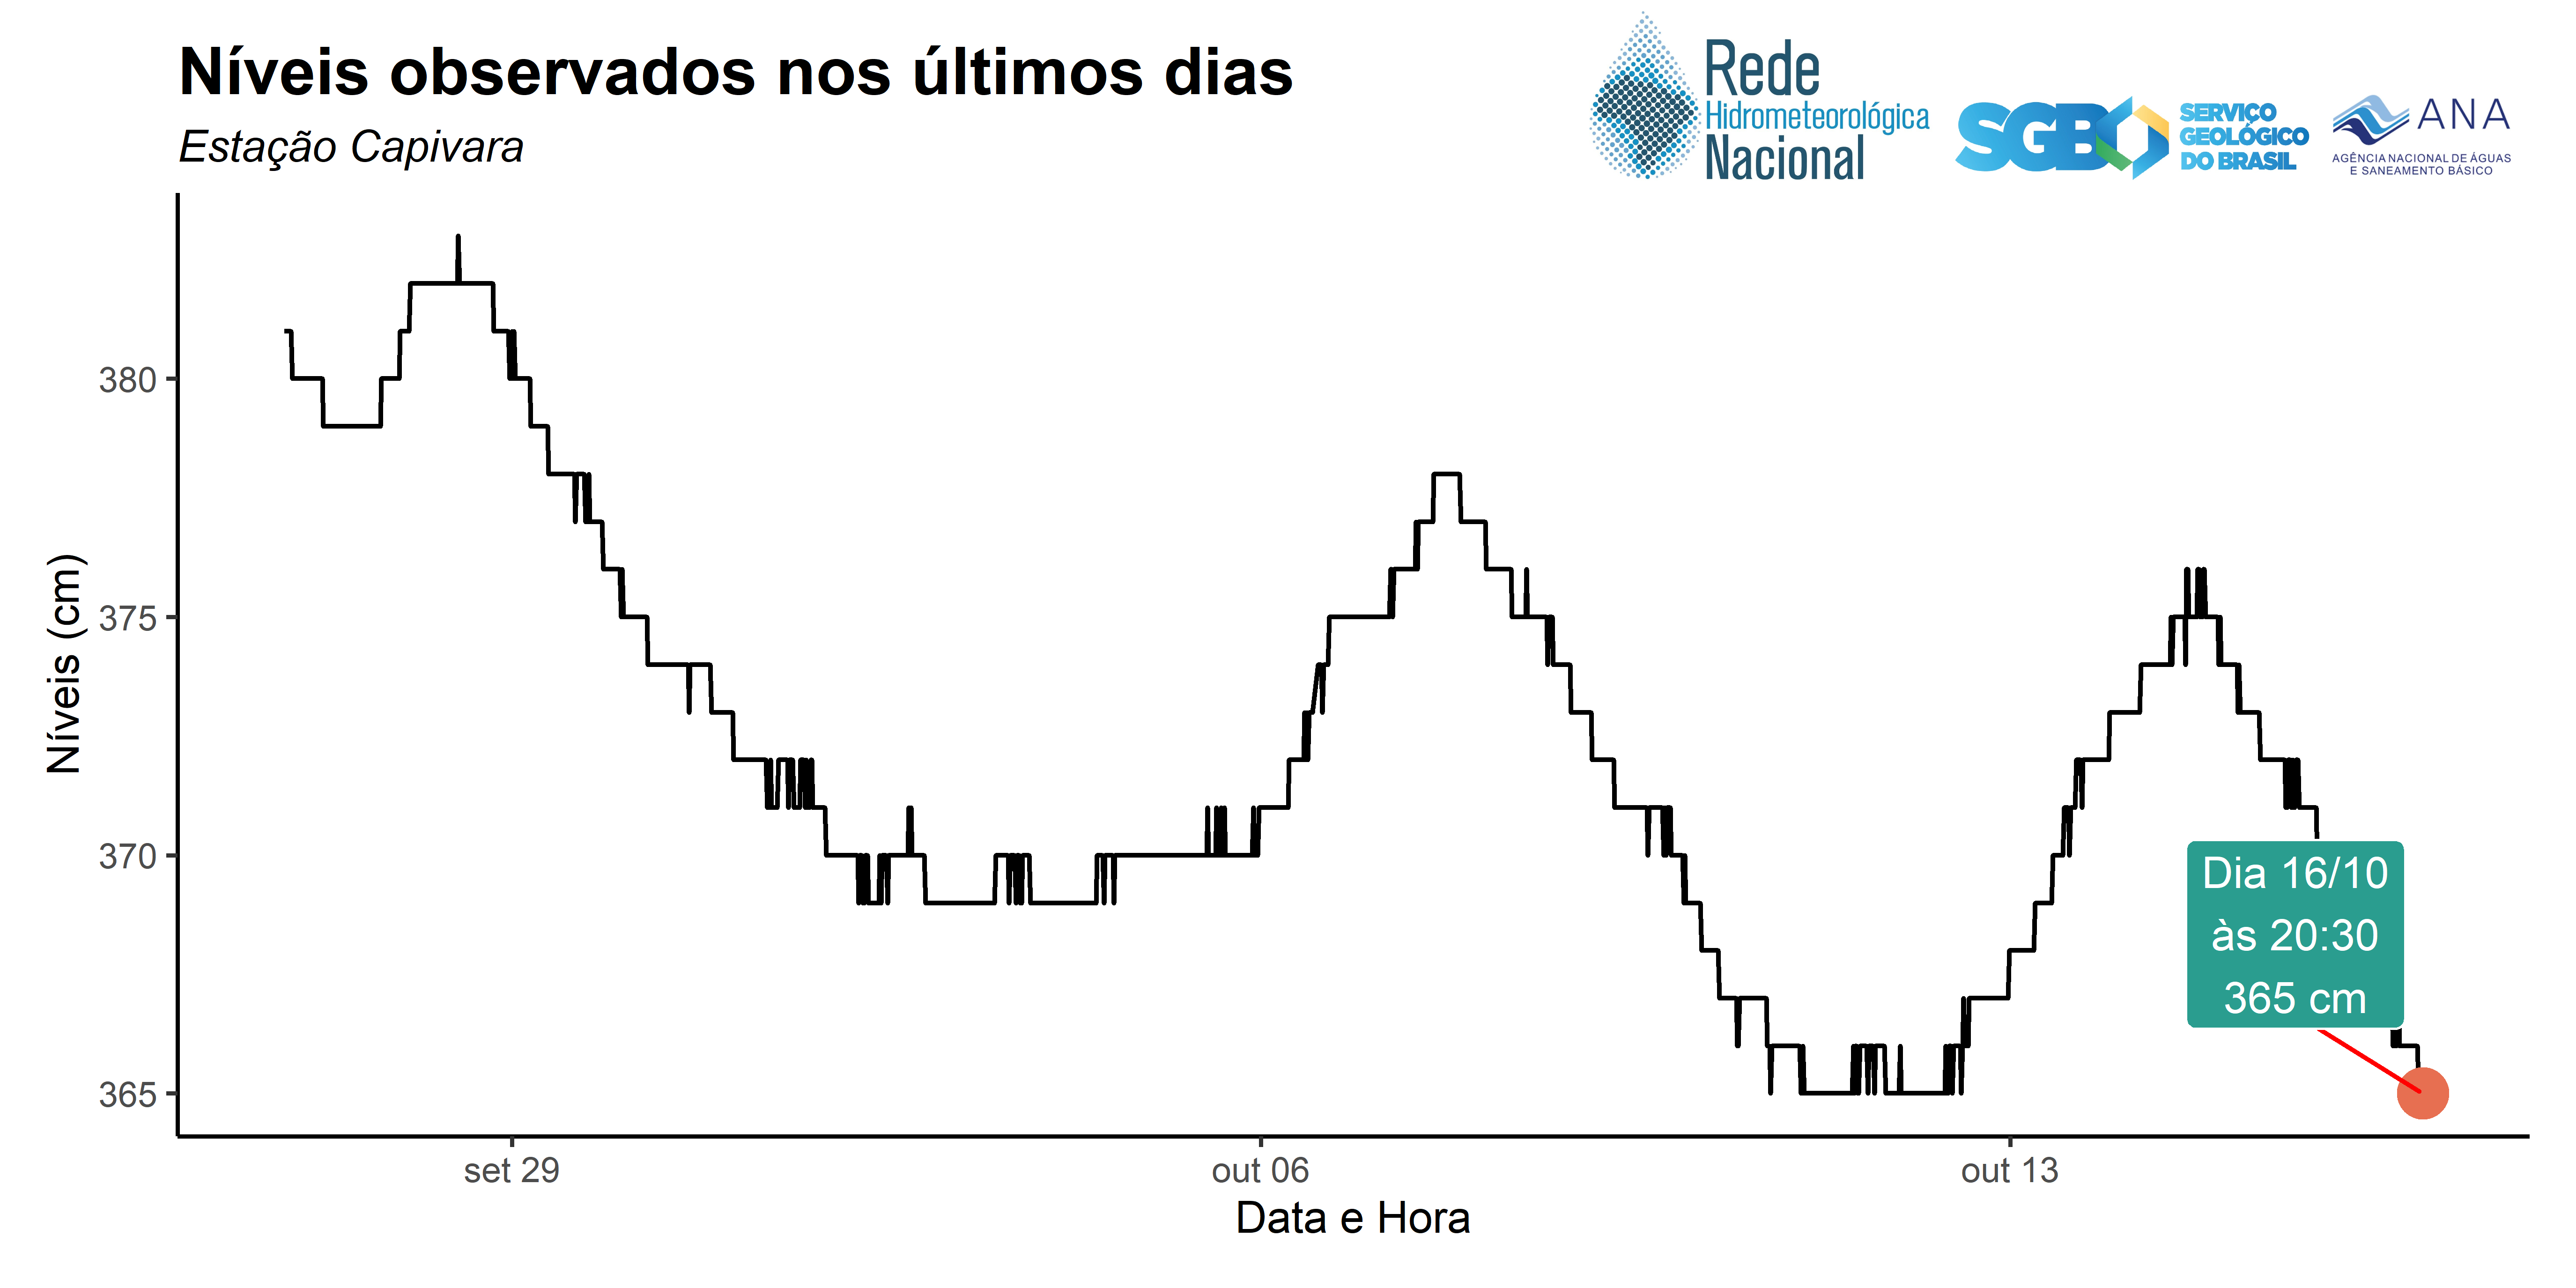 Níveis observados nos últimos dias
Estação Capivara
Rede
Hidrometeorológica
Nacional
SGB
SERVIÇO
GEOLÓGICO
DO BRASIL
ANA
AGÊNCIA NACIONAL DE ÁGUAS
E SANEAMENTO BÁSICO
Níveis (cm)
380
375
370
365
Dia 16/10
às 20:30
365 cm
set 29
out 06
out 13
Data e Hora